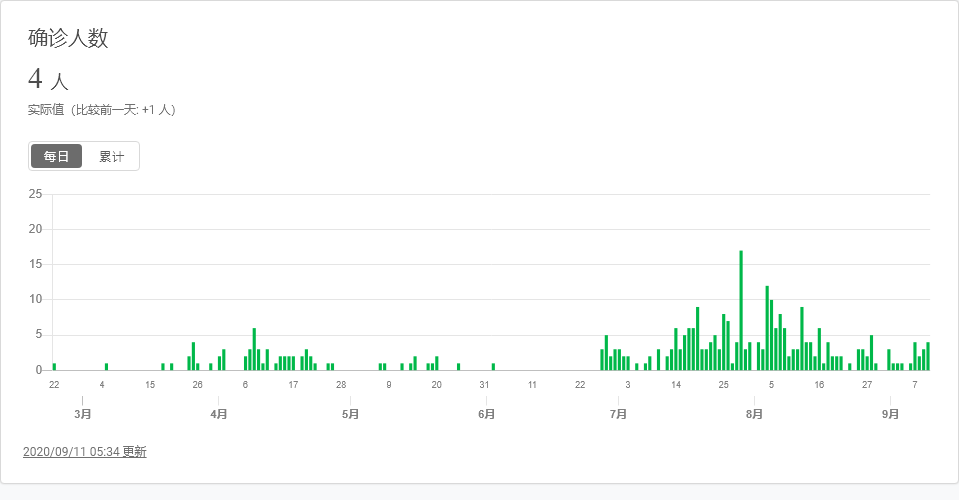 确诊人数
4 人
实际值（比较前一天: +1 人）
每日 累计
25
20
15
10
5
0
22 4 15 26 6 17 28 9 20 31 11 22 3 14 25 5 16 27 7
3月 4月 5月 6月 7月 8月 9月
2020/09/11 05:34 更新